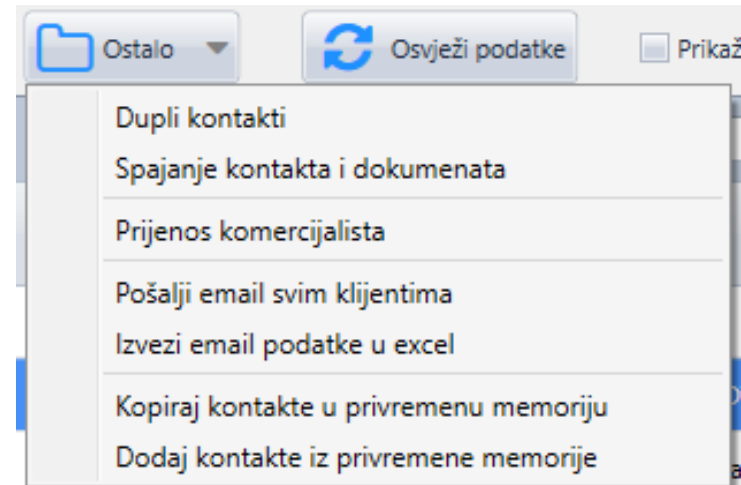 Ostalo Osvježi podatke
Dupli kontakti
Spajanje kontakta i dokumenata
Prijenos komercijalista
Pošalji email svim klijentima
Izvezi email podatke u excel
Kopiraj kontakte u privremenu memoriju
Dodaj kontakte iz privremene memorije